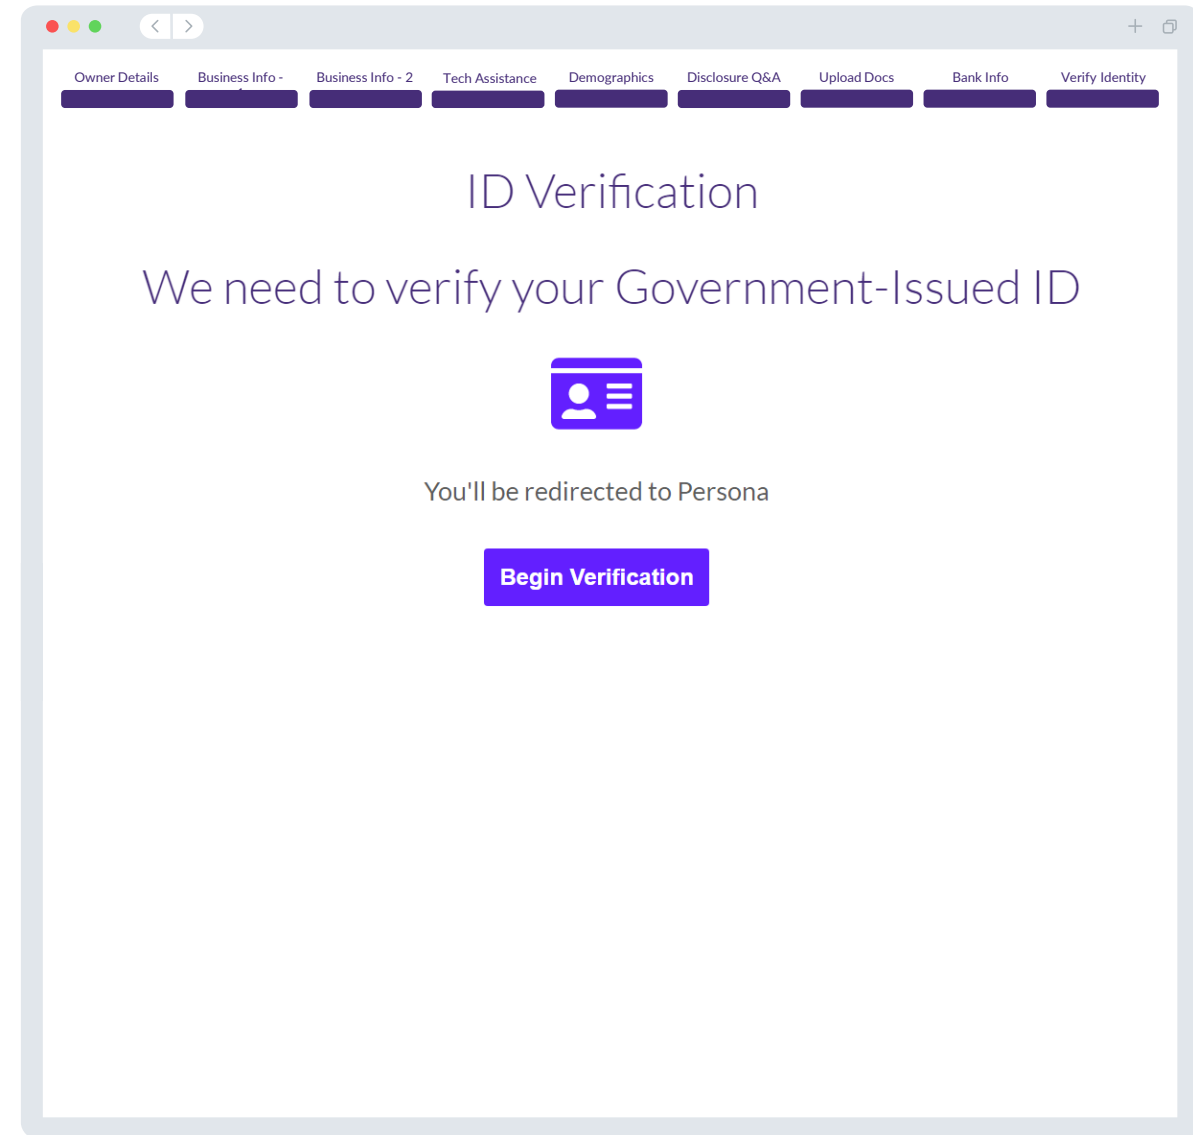 Owner Details
Business Info -
Business Info - 2
Tech Assistance
Demographics
Disclosure Q&A
Upload Docs
Bank Info
Verify Identity
ID Verification
We need to verify your Government-Issued ID
You'll be redirected to Persona
Begin Verification